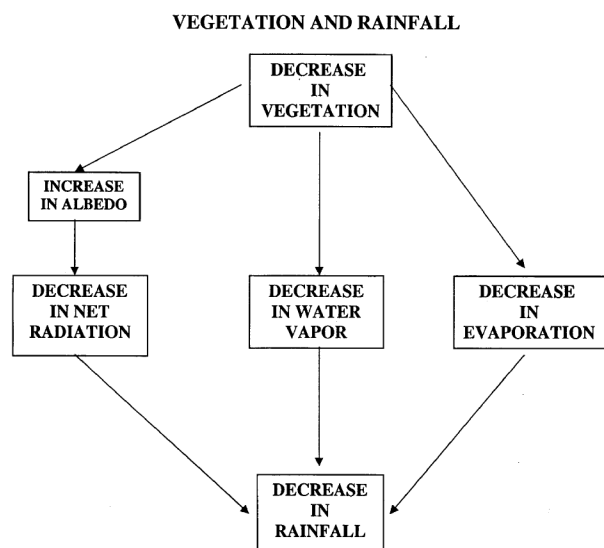 VEGETATION AND RAINFALL
DECREASE
IN
VEGETATION
INCREASE
IN ALBEDO
DECREASE
IN NET
RADIATION
DECREASE
IN WATER
VAPOR
DECREASE
IN
EVAPORATION
DECREASE
IN
RAINFALL